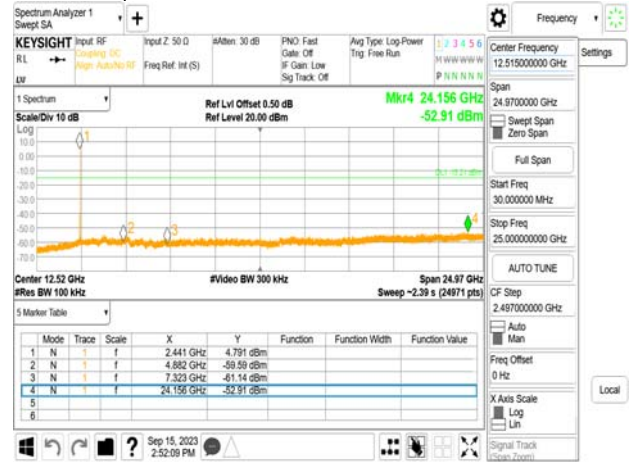 Spectrum Analyzer 1
Swept SA
+
Frequency
KEYSIGHT
Input: RF
Input Z: 50 Ω
#Atten: 30 dB
PNO: Fast
Avg Type: Log-Power
1 2 3 4 5 6
RL
Coupling: DC
Gate: Off
Trig: Free Run
M W W W W W
Align: Auto/No RF
Freq Ref: Int (S)
IF Gain: Low
P N N N N N
Sig Track: Off
LW
Center Frequency
12.515000000 GHz
Settings
1 Spectrum
Ref Lvl Offset 0.50 dB
Mkr4 24.156 GHz
Scale/Div 10 dB
Ref Level 20.00 dBm
-52.91 dBm
Log
10.0
0.00
-10.0
-20.0
-30.0
-40.0
-50.0
-60.0
-70.0
1
2
3
4
Span
24.9700000 GHz
Swept Span
Zero Span
Full Span
Start Freq
30.000000 MHz
Stop Freq
25.000000000 GHz
AUTO TUNE
Center 12.52 GHz
#Video BW 300 kHz
Span 24.97 GHz
#Res BW 100 kHz
Sweep ~2.39 s (24971 pts)
CF Step
2.497000000 GHz
Auto
Man
5 Marker Table
Mode Trace Scale X Y Function Function Width Function Value
1 N 1 f 2.441 GHz 4.791 dBm
2 N 1 f 4.882 GHz -59.59 dBm
3 N 1 f 7.323 GHz -61.14 dBm
4 N 1 f 24.156 GHz -52.91 dBm
5
6
Freq Offset
0 Hz
X Axis Scale
Log
Lin
Local
Signal Track
(Span Zoom)
?
Sep 15, 2023
2:52:09 PM